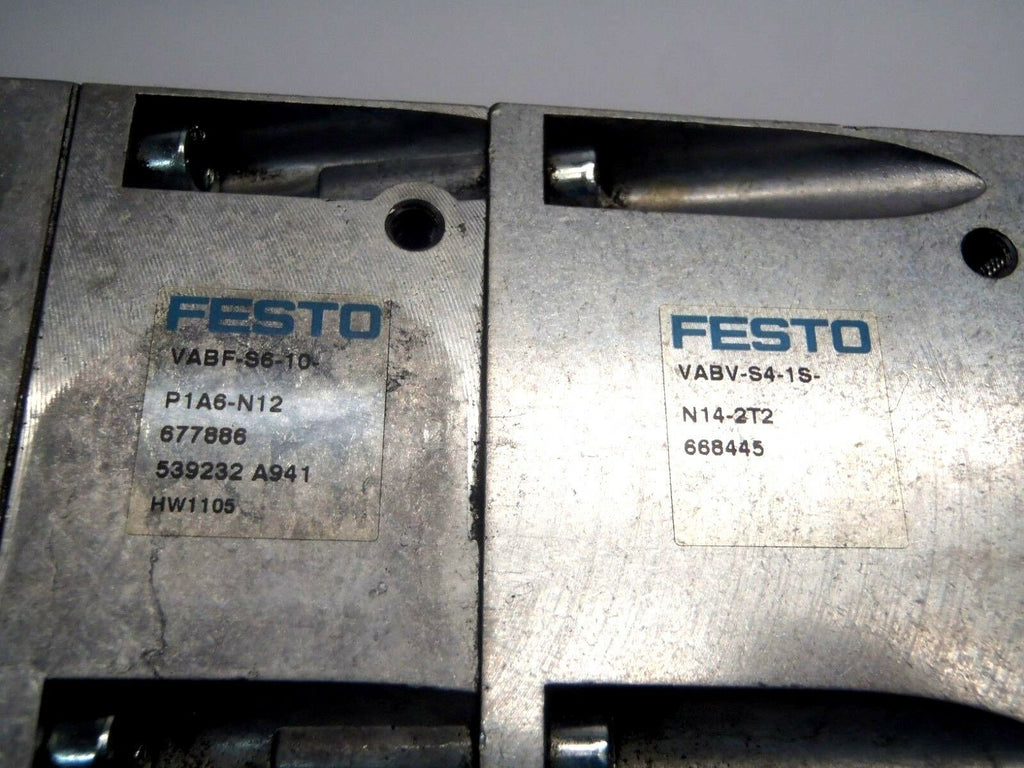 FESTO
VABF-S6-10-
P1A6-N12
677886
539232 A941
HW1105
FESTO
VABV-S4-1S-
N14-2T2
668445